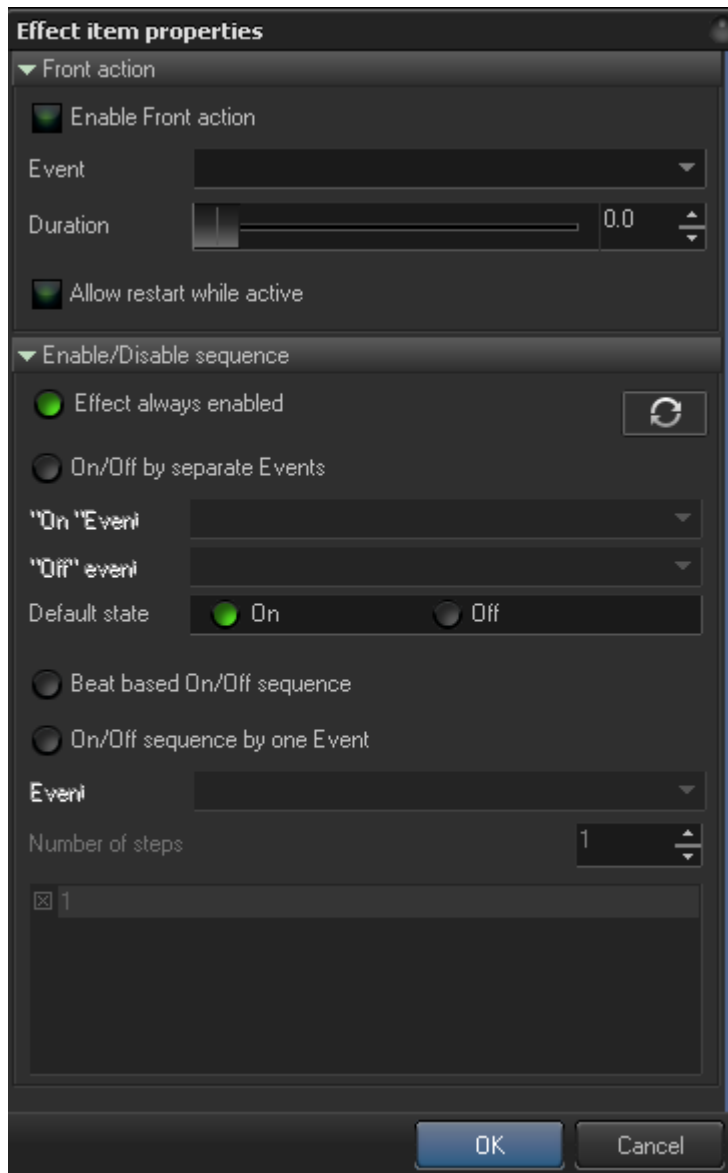 Effect item properties
Front action
Enable Front action
Event
Duration 0.0
Allow restart while active
Enable/Disable sequence
Effect always enabled
On/Off by separate Events
"On "Event
"Off" event
Default state On Off
Beat based On/Off sequence
On/Off sequence by one Event
Event
Number of steps 1
1
OK Cancel